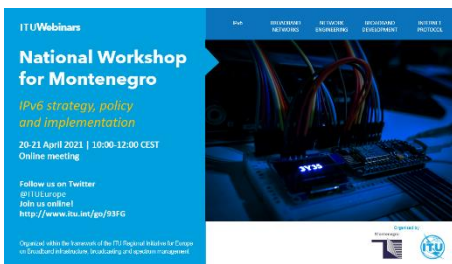 ITUWebinars
IPv6
BROADBAND
NETWORKS
NETWORK
ENGINEERING
BROADBAND
DEVELOPMENT
INTERNET
PROTOCOL
National Workshop
for Montenegro
IPv6 strategy, policy
and implementation
20-21 April 2021 | 10:00-12:00 CEST
Online meeting
Follow us on Twitter
@ITUEurope
Join us online!
http://www.itu.int/go/93FG
Organized within the framework of the ITU Regional Initiative for Europe
on Broadband infrastructure, broadcasting and spectrum management
Organized by
Montenegro
ITU